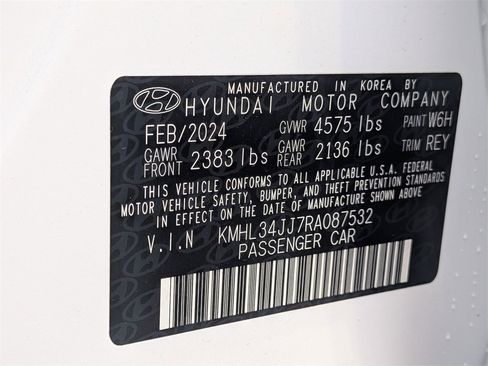 MANUFACTURED IN KOREA BY
HYUNDAI MOTOR COMPANY
FEB/2024 GVWR 4575 lbs PAINT W6H
GAWR FRONT 2383 lbs GAWR REAR 2136 lbs TRIM REY
THIS VEHICLE CONFORMS TO ALL APPLICABLE U.S.A. FEDERAL
MOTOR VEHICLE SAFETY, BUMPER, AND THEFT PREVENTION
STANDARDS IN EFFECT ON THE DATE OF MANUFACTURE SHOWN ABOVE.
V.I.N KMHL34JJ7RA087532
PASSENGER CAR